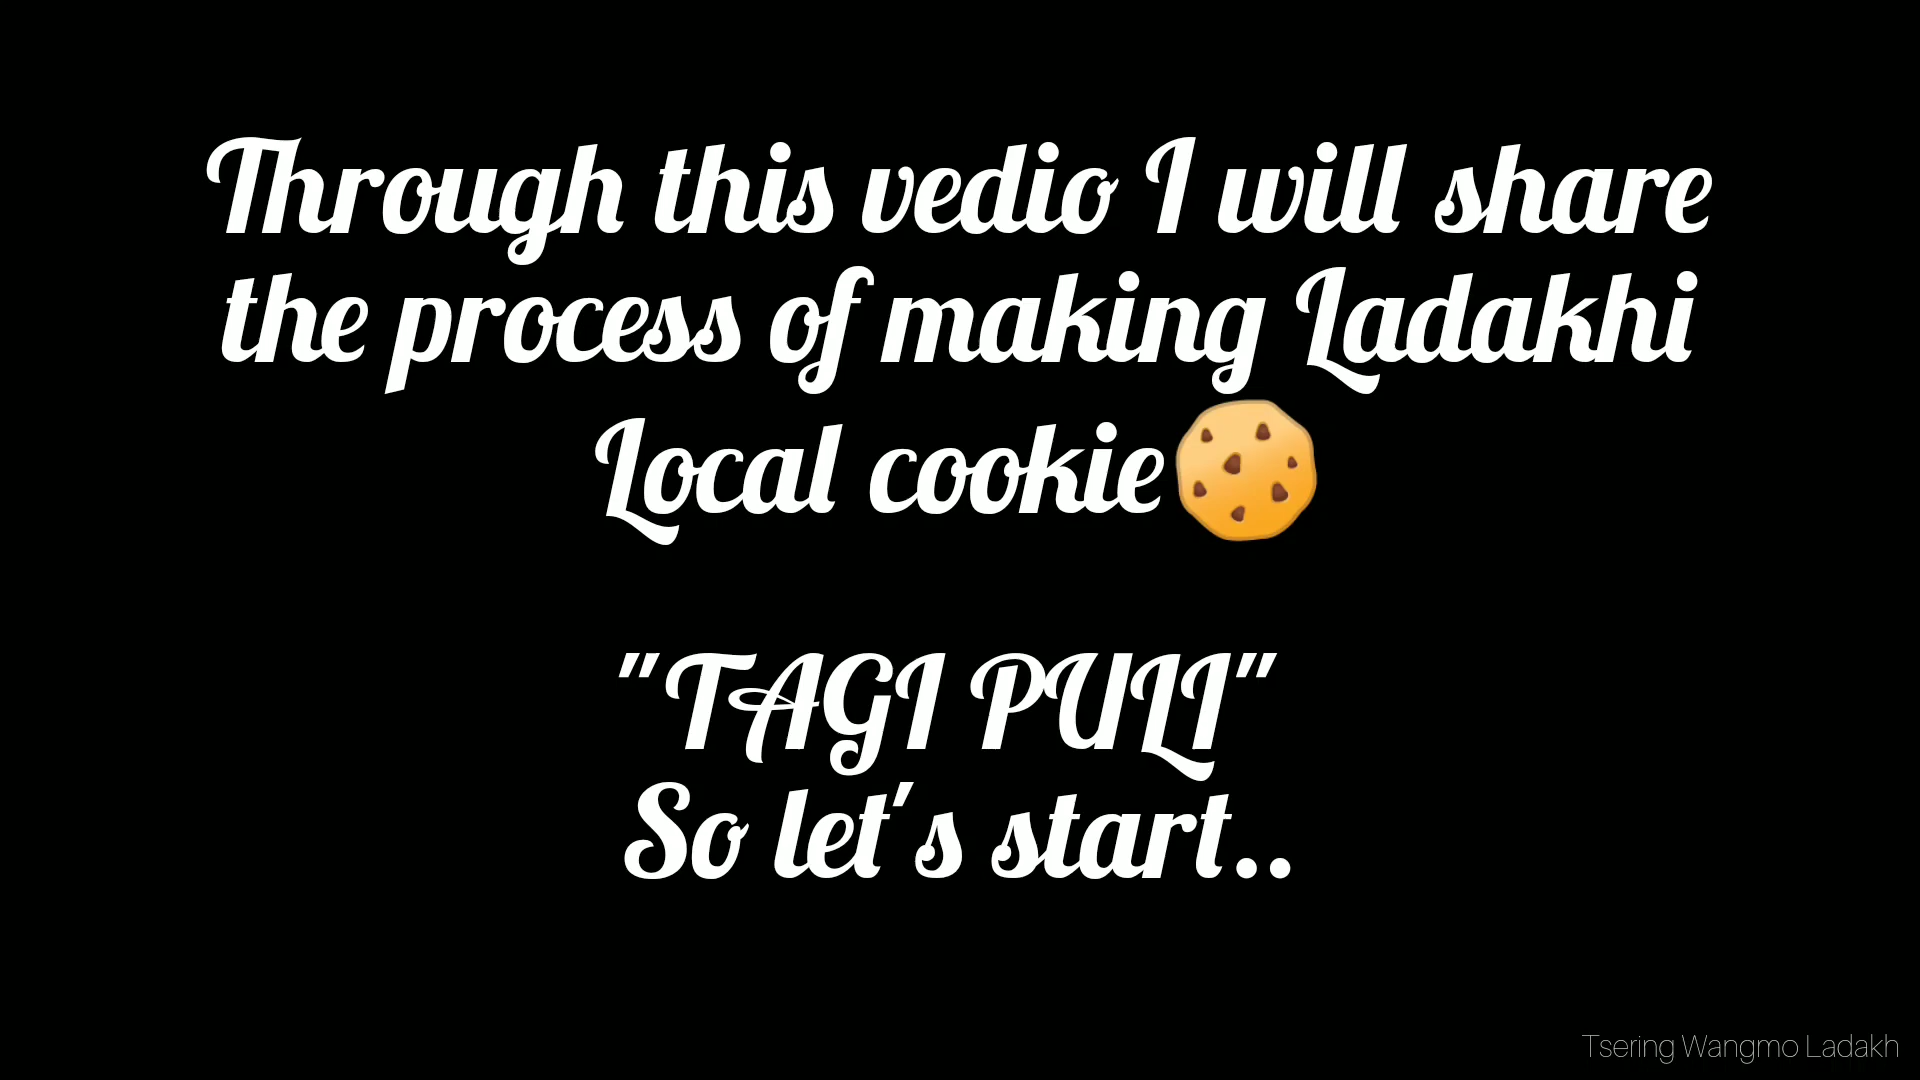 Through this vedio I will share
the process of making Ladakhi
Local cookie🍪
"TAGI PULI"
So let's start..
Tsering Wangmo Ladakh